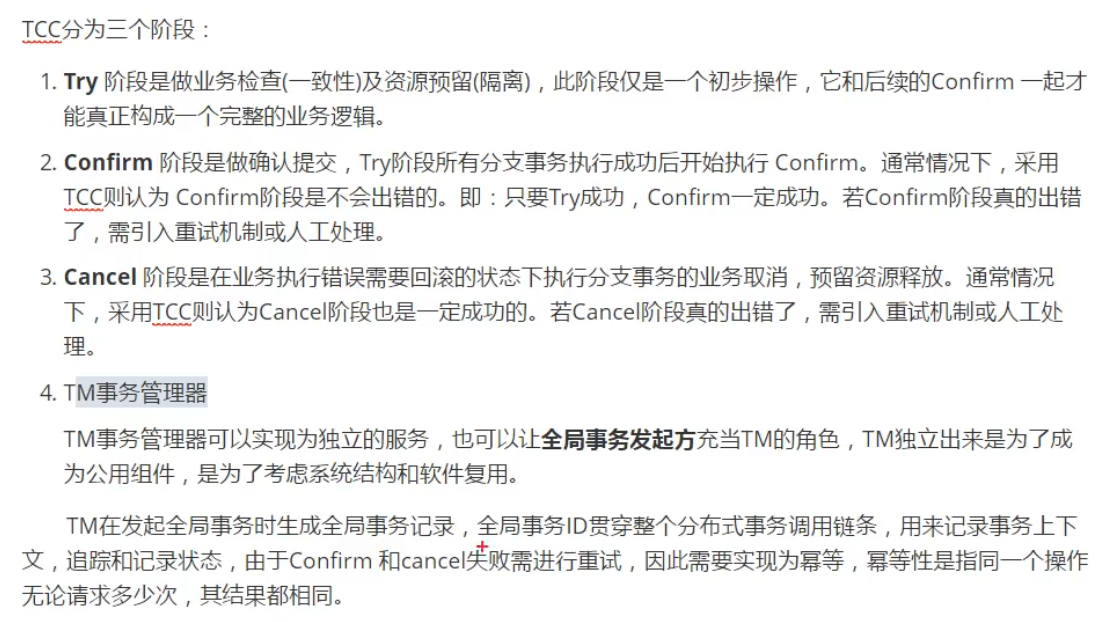 TCC分为三个阶段：
1. Try 阶段是做业务检查(一致性)及资源预留(隔离)，此阶段仅是一个初步操作，它和后续的Confirm 一起才
能真正构成一个完整的业务逻辑。
2. Confirm 阶段是做确认提交，Try阶段所有分支事务执行成功后开始执行 Confirm。通常情况下，采用
TCC则认为 Confirm阶段是不会出错的。即：只要Try成功，Confirm一定成功。若Confirm阶段真的出错
了，需引入重试机制或人工处理。
3. Cancel 阶段是在业务执行错误需要回滚的状态下执行分支事务的业务取消，预留资源释放。通常情况
下，采用TCC则认为Cancel阶段也是一定成功的。若Cancel阶段真的出错了，需引入重试机制或人工处
理。
4. TM事务管理器
TM事务管理器可以实现为独立的服务，也可以让全局事务发起方充当TM的角色，TM独立出来是为了成
为公用组件，是为了考虑系统结构和软件复用。
TM在发起全局事务时生成全局事务记录，全局事务ID贯穿整个分布式事务调用链条，用来记录事务上下
文，追踪和记录状态，由于Confirm 和cancel失败需进行重试，因此需要实现为幂等，幂等性是指同一个操作
无论请求多少次，其结果都相同。